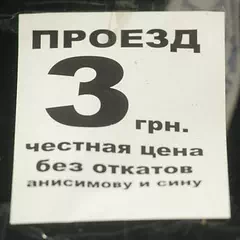 ПРОЕЗД
3 грн.
честная цена
без откатов
анисимову и сину